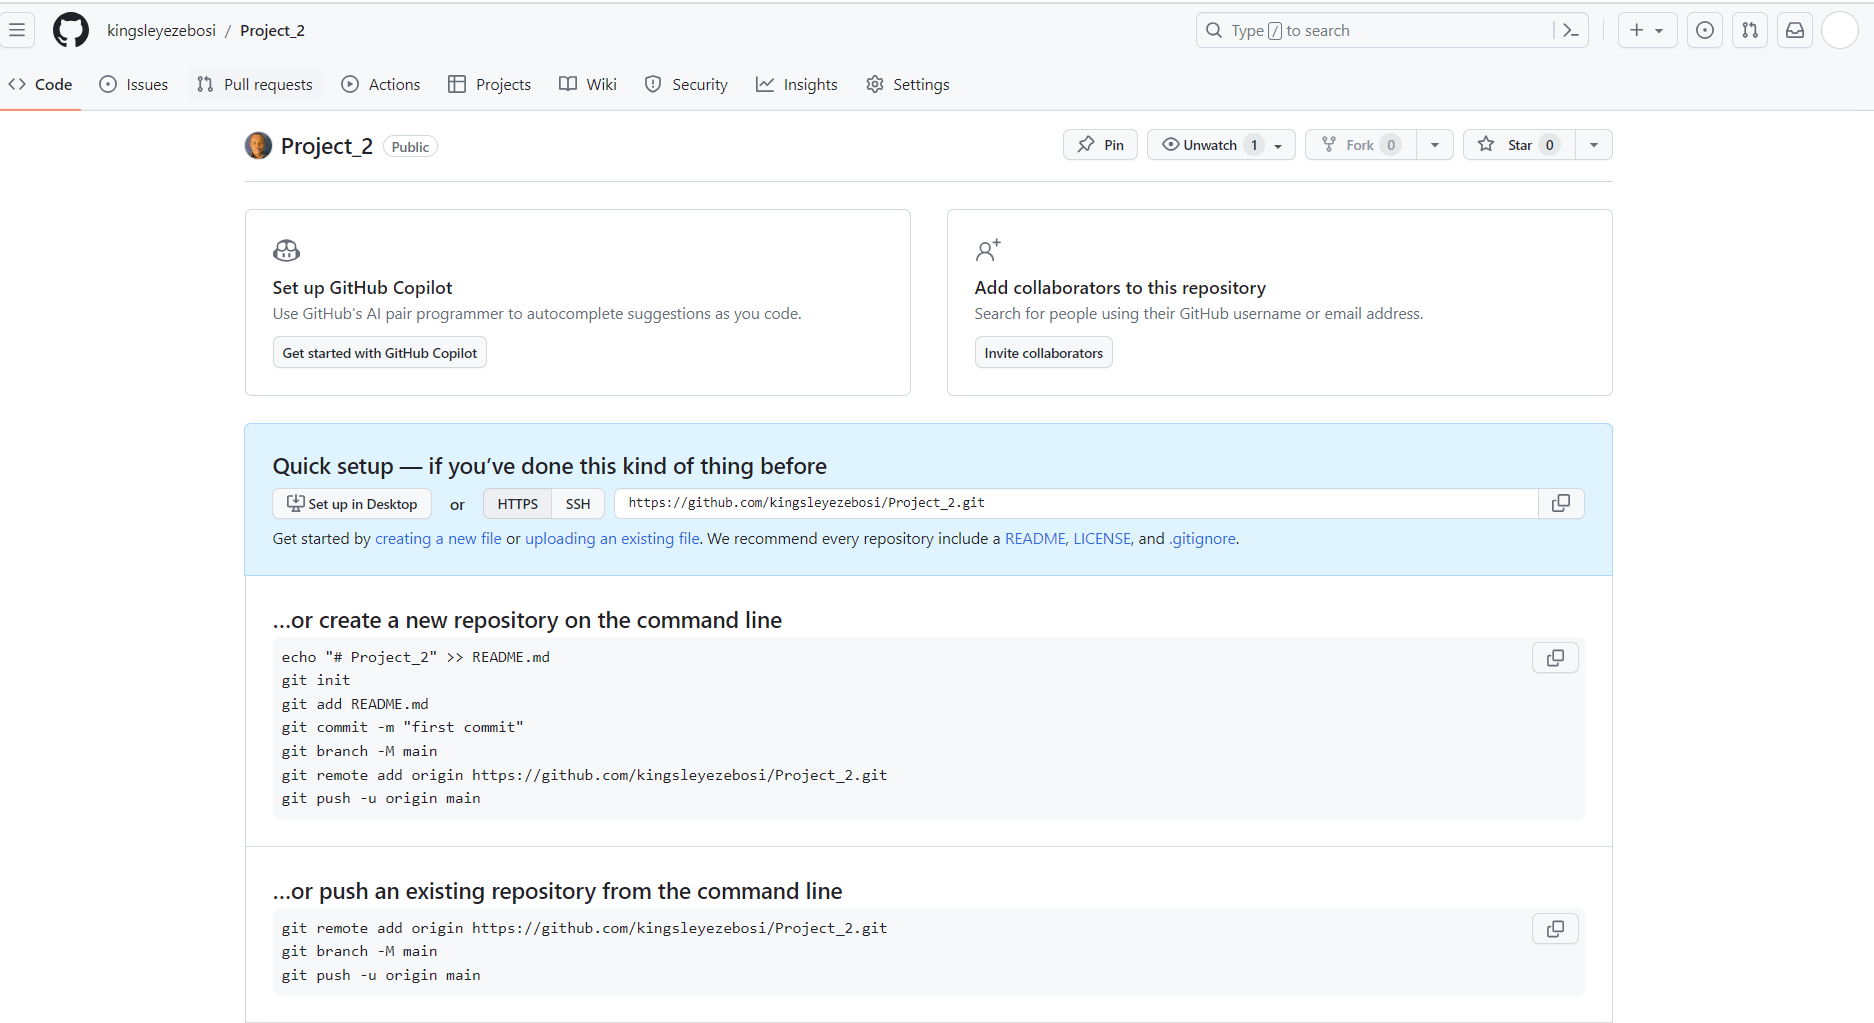 kingsleyezebosi / Project_2
Type / to search
Code Issues Pull requests Actions Projects Wiki Security Insights Settings
Project_2 Public
Pin Unwatch 1 Fork 0 Star 0
Set up GitHub Copilot
Use GitHub's AI pair programmer to autocomplete suggestions as you code.
Get started with GitHub Copilot
Add collaborators to this repository
Search for people using their GitHub username or email address.
Invite collaborators
Quick setup — if you’ve done this kind of thing before
Set up in Desktop or HTTPS SSH https://github.com/kingsleyezebosi/Project_2.git
Get started by creating a new file or uploading an existing file. We recommend every repository include a README, LICENSE, and .gitignore.
…or create a new repository on the command line
echo "# Project_2" >> README.md
git init
git add README.md
git commit -m "first commit"
git branch -M main
git remote add origin https://github.com/kingsleyezebosi/Project_2.git
git push -u origin main
…or push an existing repository from the command line
git remote add origin https://github.com/kingsleyezebosi/Project_2.git
git branch -M main
git push -u origin main